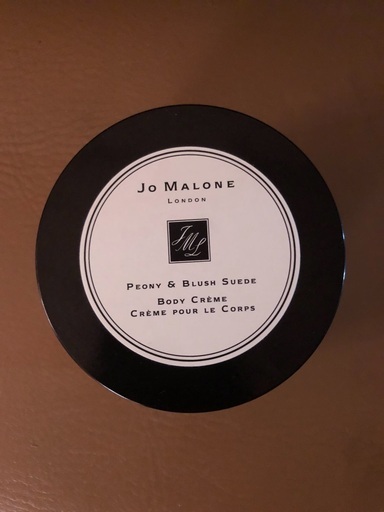 Jo Malone
London
JML
Peony & Blush Suede
Body Crème
Crème pour le Corps